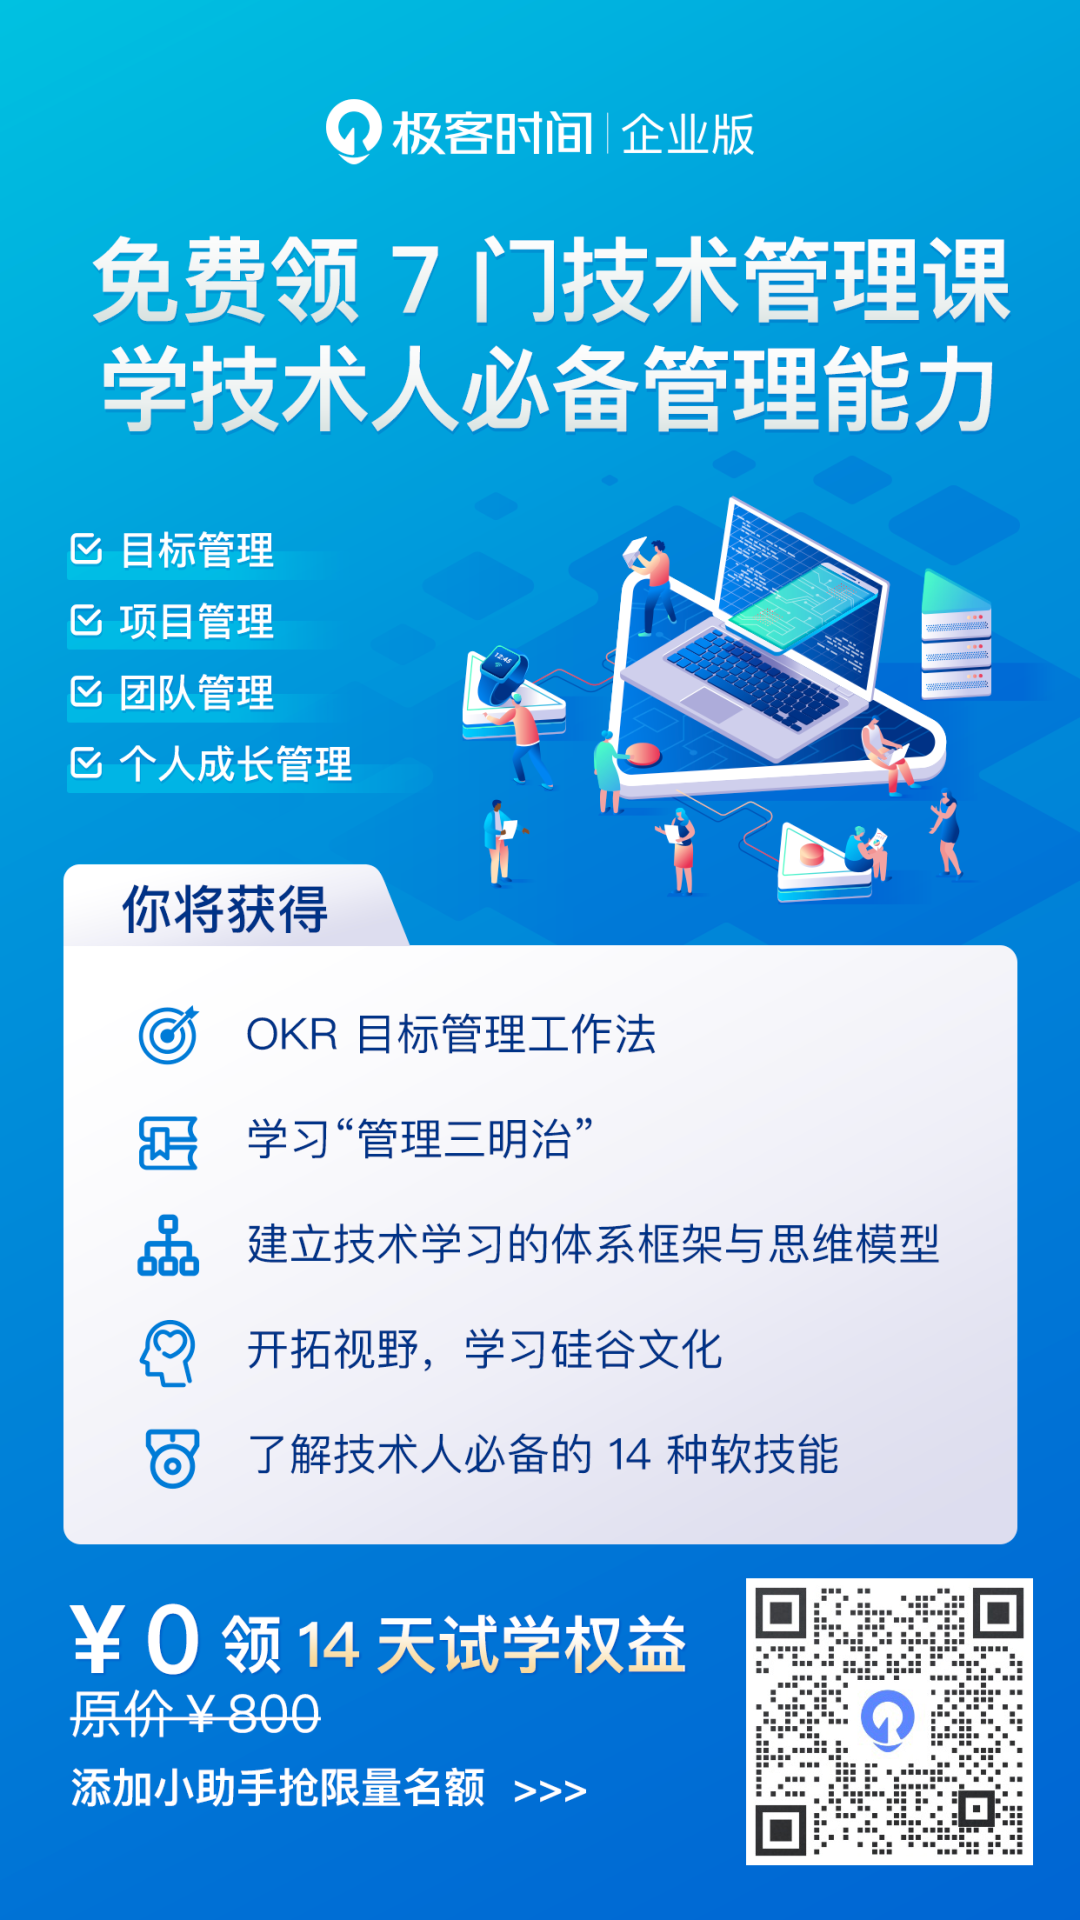 极客时间 | 企业版
免费领 7 门技术管理课
学技术人必备管理能力
目标管理
项目管理
团队管理
个人成长管理
12:45
你将获得
OKR 目标管理工作法
学习“管理三明治”
建立技术学习的体系框架与思维模型
开拓视野，学习硅谷文化
了解技术人必备的 14 种软技能
¥0 领 14 天试学权益
原价¥800
添加小助手抢限量名额 >>>